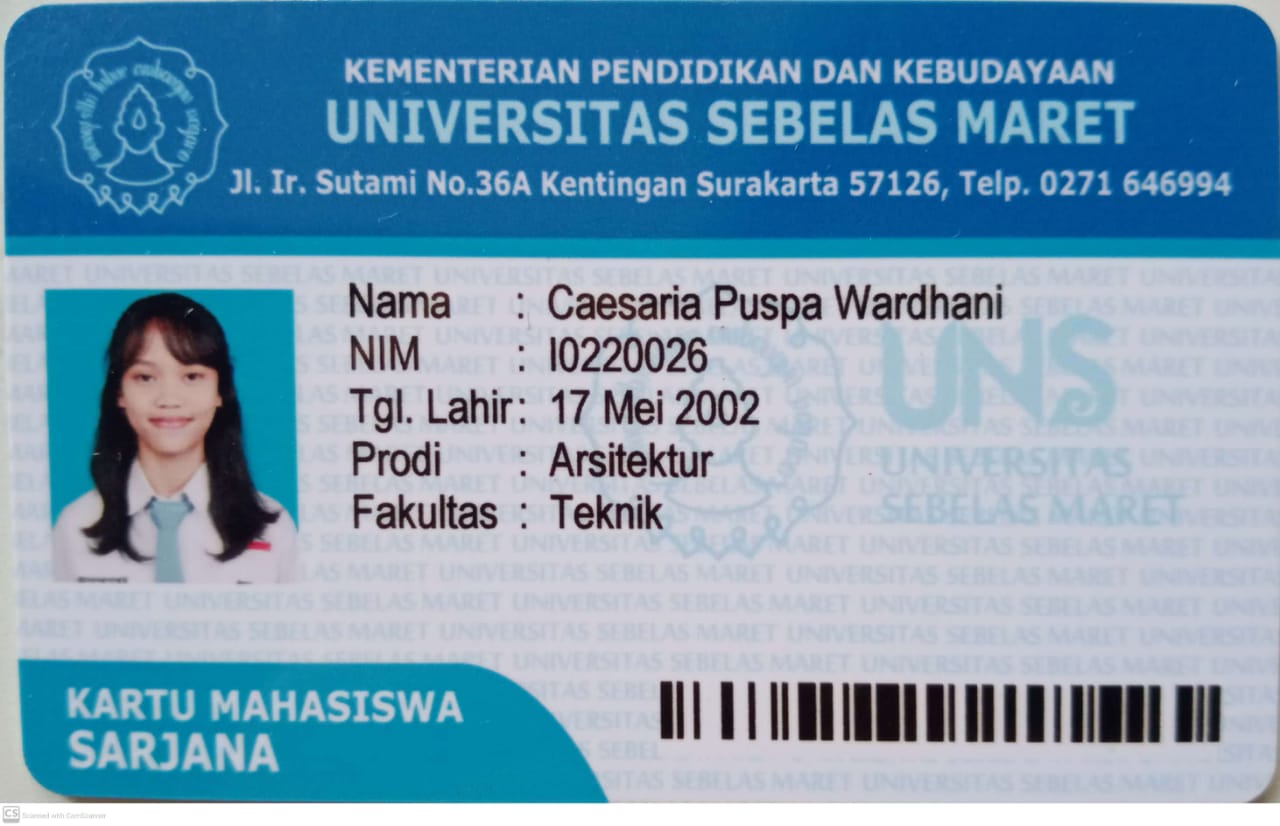 KEMENTERIAN PENDIDIKAN DAN KEBUDAYAAN
UNIVERSITAS SEBELAS MARET
Jl. Ir. Sutami No.36A Kentingan Surakarta 57126, Telp. 0271 646994
Nama : Caesaria Puspa Wardhani
NIM : I0220026
Tgl. Lahir : 7 Mei 2002
Prodi : Arsitektur
Fakultas : Teknik
UNS
UNIVERSITAS
SEBELAS MARET
KARTU MAHASISWA
SARJANA
CS Scanned with CamScanner